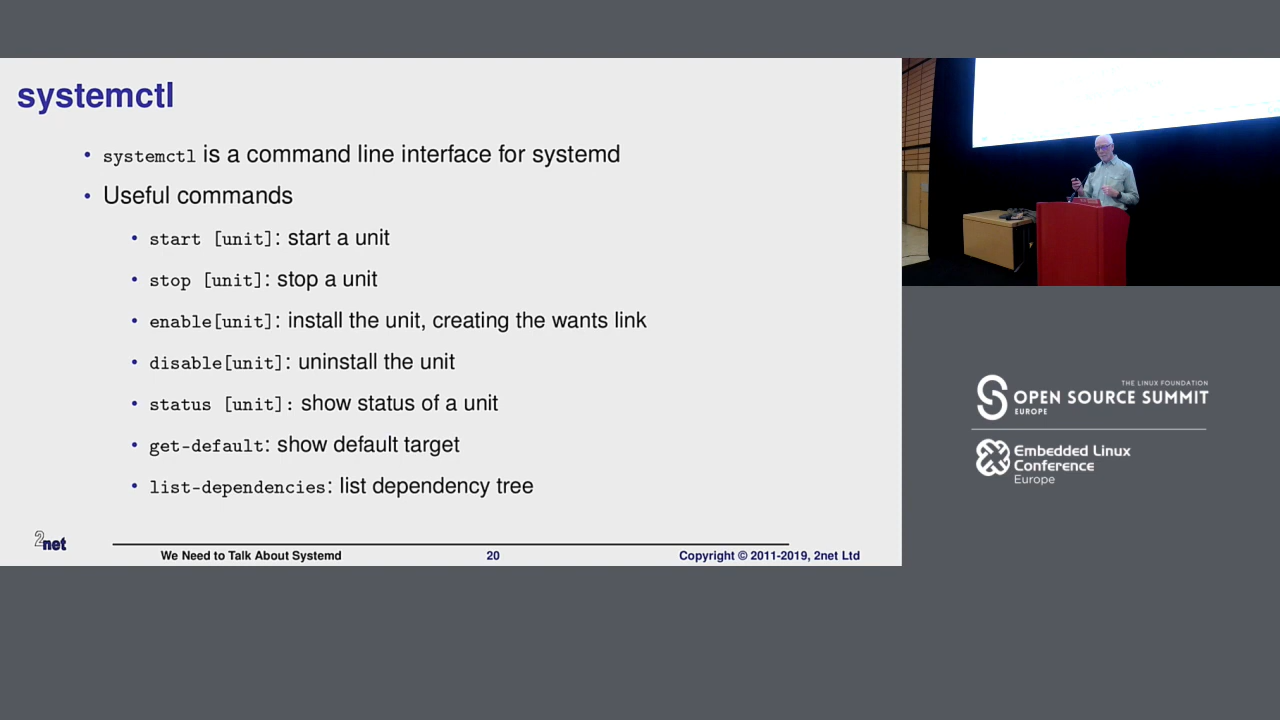 systemctl
• systemctl is a command line interface for systemd
• Useful commands
• start [unit]: start a unit
• stop [unit]: stop a unit
• enable[unit]: install the unit, creating the wants link
• disable[unit]: uninstall the unit
• status [unit]: show status of a unit
• get-default: show default target
• list-dependencies: list dependency tree
2net
We Need to Talk About Systemd 20 Copyright © 2011-2019, 2net Ltd
THE LINUX FOUNDATION
OPEN SOURCE SUMMIT
EUROPE
Embedded Linux
Conference
Europe